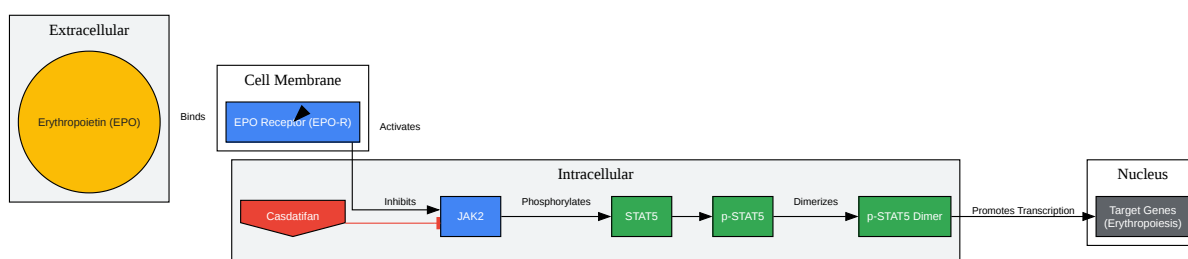 Extracellular
Erythropoietin (EPO)
Binds
Cell Membrane
EPO Receptor (EPO-R)
Activates
Intracellular
Casdatifan
Inhibits
JAK2
Phosphorylates
STAT5
p-STAT5
Dimerizes
p-STAT5 Dimer
Promotes Transcription
Nucleus
Target Genes
(Erythropoiesis)